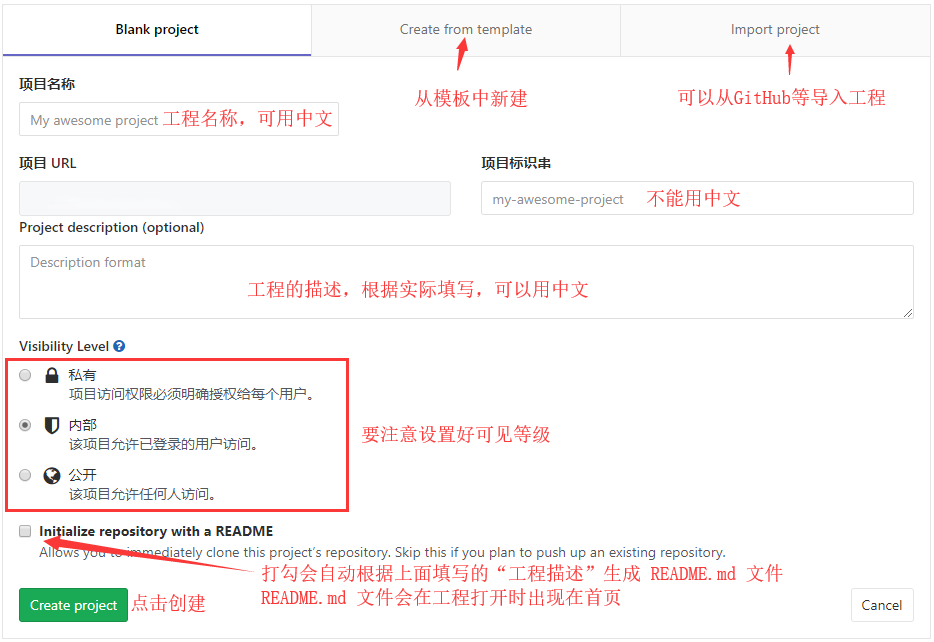 Blank project
Create from template
Import project
从模板中新建
可以从GitHub等导入工程
项目名称
My awesome project 工程名称，可用中文
项目 URL
项目标识串
my-awesome-project 不能用中文
Project description (optional)
Description format
工程的描述，根据实际填写，可以用中文
Visibility Level ?
私有
项目访问权限必须明确授权给每个用户。
内部
该项目允许已登录的用户访问。
要注意设置好可见等级
公开
该项目允许任何人访问。
Initialize repository with a README
Allows you to immediately clone this project’s repository. Skip this if you plan to push up an existing repository.
打勾会自动根据上面填写的“工程描述”生成 README.md 文件
README.md 文件会在工程打开时出现在首页
Create project 点击创建
Cancel